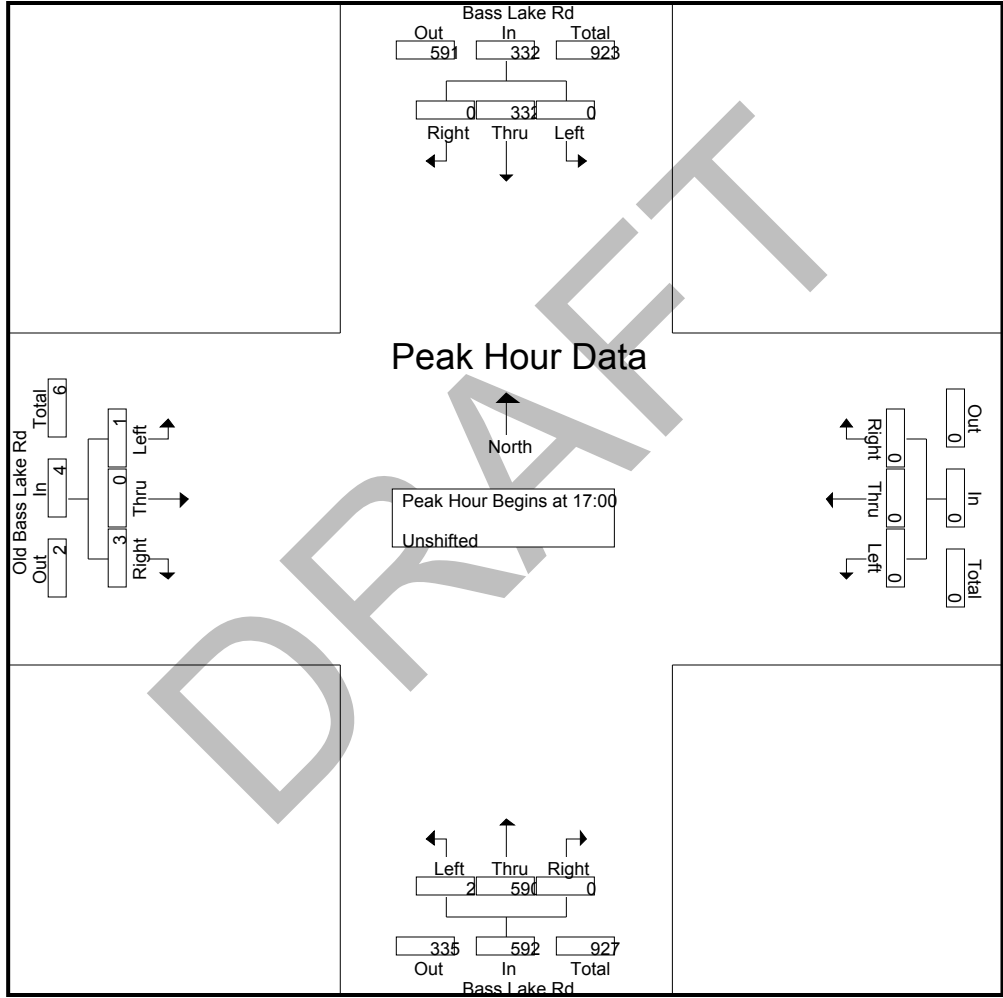 Bass Lake Rd
Out In Total
591 332 923
0 332 0
Right Thru Left
Peak Hour Data
North
Peak Hour Begins at 17:00
Unshifted
Old Bass Lake Rd
Out In Total
2 4 6
1 0 3
Left Thru Right
Right Thru Left
0 0 0
Out In Total
0 0 0
Left Thru Right
2 590 0
335 592 927
Out In Total
Bass Lake Rd
DRAFT